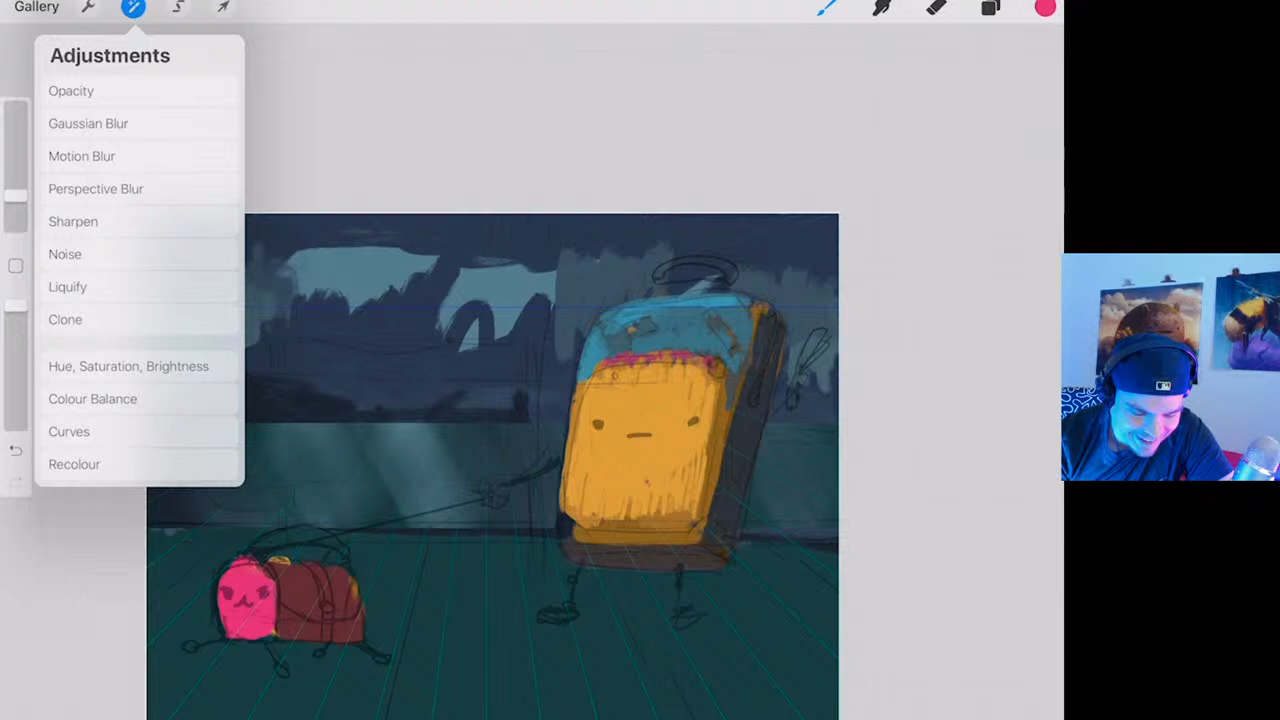 Gallery
Adjustments
Opacity
Gaussian Blur
Motion Blur
Perspective Blur
Sharpen
Noise
Liquify
Clone
Hue, Saturation, Brightness
Colour Balance
Curves
Recolour